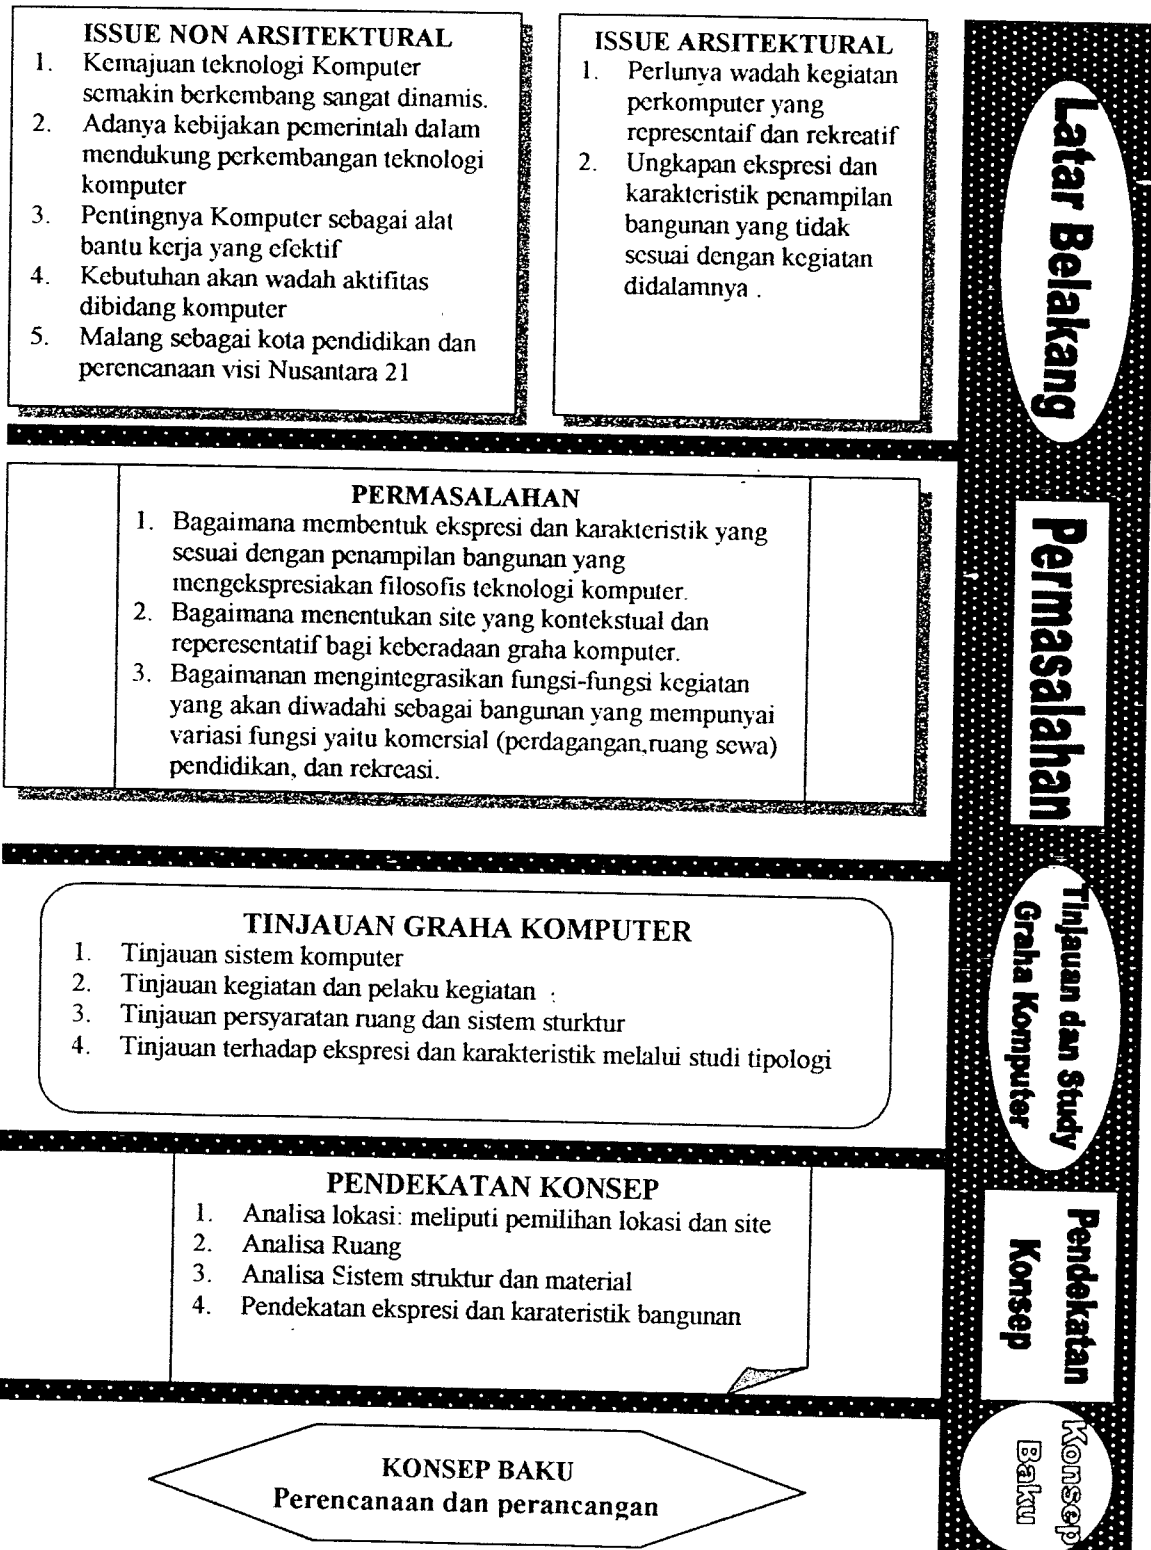 ISSUE NON ARSITEKTURAL
1. Kemajuan teknologi Komputer
semakin berkembang sangat dinamis.
2. Adanya kebijakan pemerintah dalam
mendukung perkembangan teknologi
komputer
3. Pentingnya Komputer sebagai alat
bantu kerja yang efektif
4. Kebutuhan akan wadah aktifitas
dibidang komputer
5. Malang sebagai kota pendidikan dan
perencanaan visi Nusantara 21
ISSUE ARSITEKTURAL
1. Perlunya wadah kegiatan
perkomputer yang
representaif dan rekreatif
2. Ungkapan ekspresi dan
karakteristik penampilan
bangunan yang tidak
sesuai dengan kegiatan
didalamnya .
Latar Belakang
PERMASALAHAN
1. Bagaimana membentuk ekspresi dan karakteristik yang
sesuai dengan penampilan bangunan yang
mengekspresiakan filosofis teknologi komputer.
2. Bagaimana menentukan site yang kontekstual dan
reperesentatif bagi keberadaan graha komputer.
3. Bagaimanan mengintegrasikan fungsi-fungsi kegiatan
yang akan diwadahi sebagai bangunan yang mempunyai
variasi fungsi yaitu komersial (perdagangan,ruang sewa)
pendidikan, dan rekreasi.
Permasalahan
TINJAUAN GRAHA KOMPUTER
1. Tinjauan sistem komputer
2. Tinjauan kegiatan dan pelaku kegiatan :
3. Tinjauan persyaratan ruang dan sistem sturktur
4. Tinjauan terhadap ekspresi dan karakteristik melalui studi tipologi
Tinjauan dan Study
Graha Komputer
PENDEKATAN KONSEP
1. Analisa lokasi: meliputi pemilihan lokasi dan site
2. Analisa Ruang
3. Analisa Sistem struktur dan material
4. Pendekatan ekspresi dan karateristik bangunan
Pendekatan
Konsep
KONSEP BAKU
Perencanaan dan perancangan
Konsep
Baku